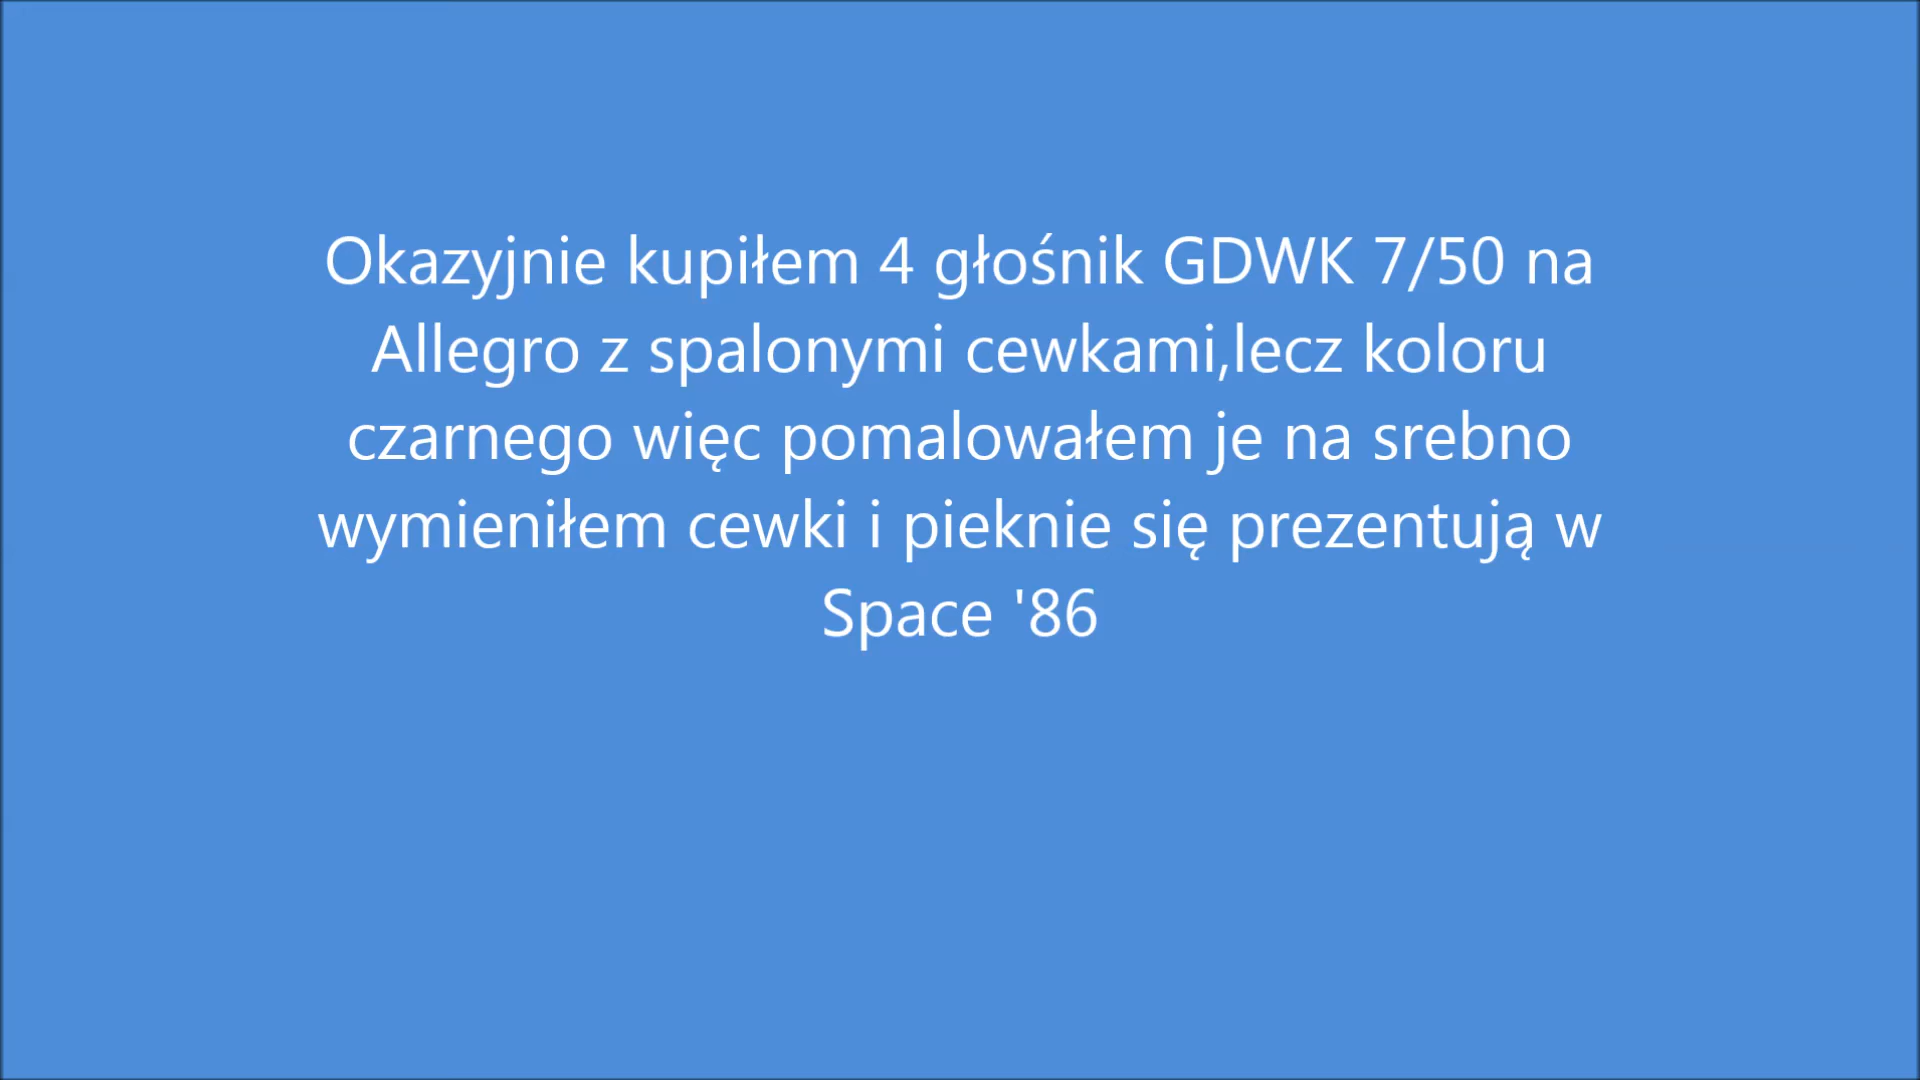 Okazyjnie kupiłem 4 głośnik GDWK 7/50 na
Allegro z spalonymi cewkami,lecz koloru
czarnego więc pomalowałem je na srebno
wymieniłem cewki i pieknie się prezentują w
Space '86